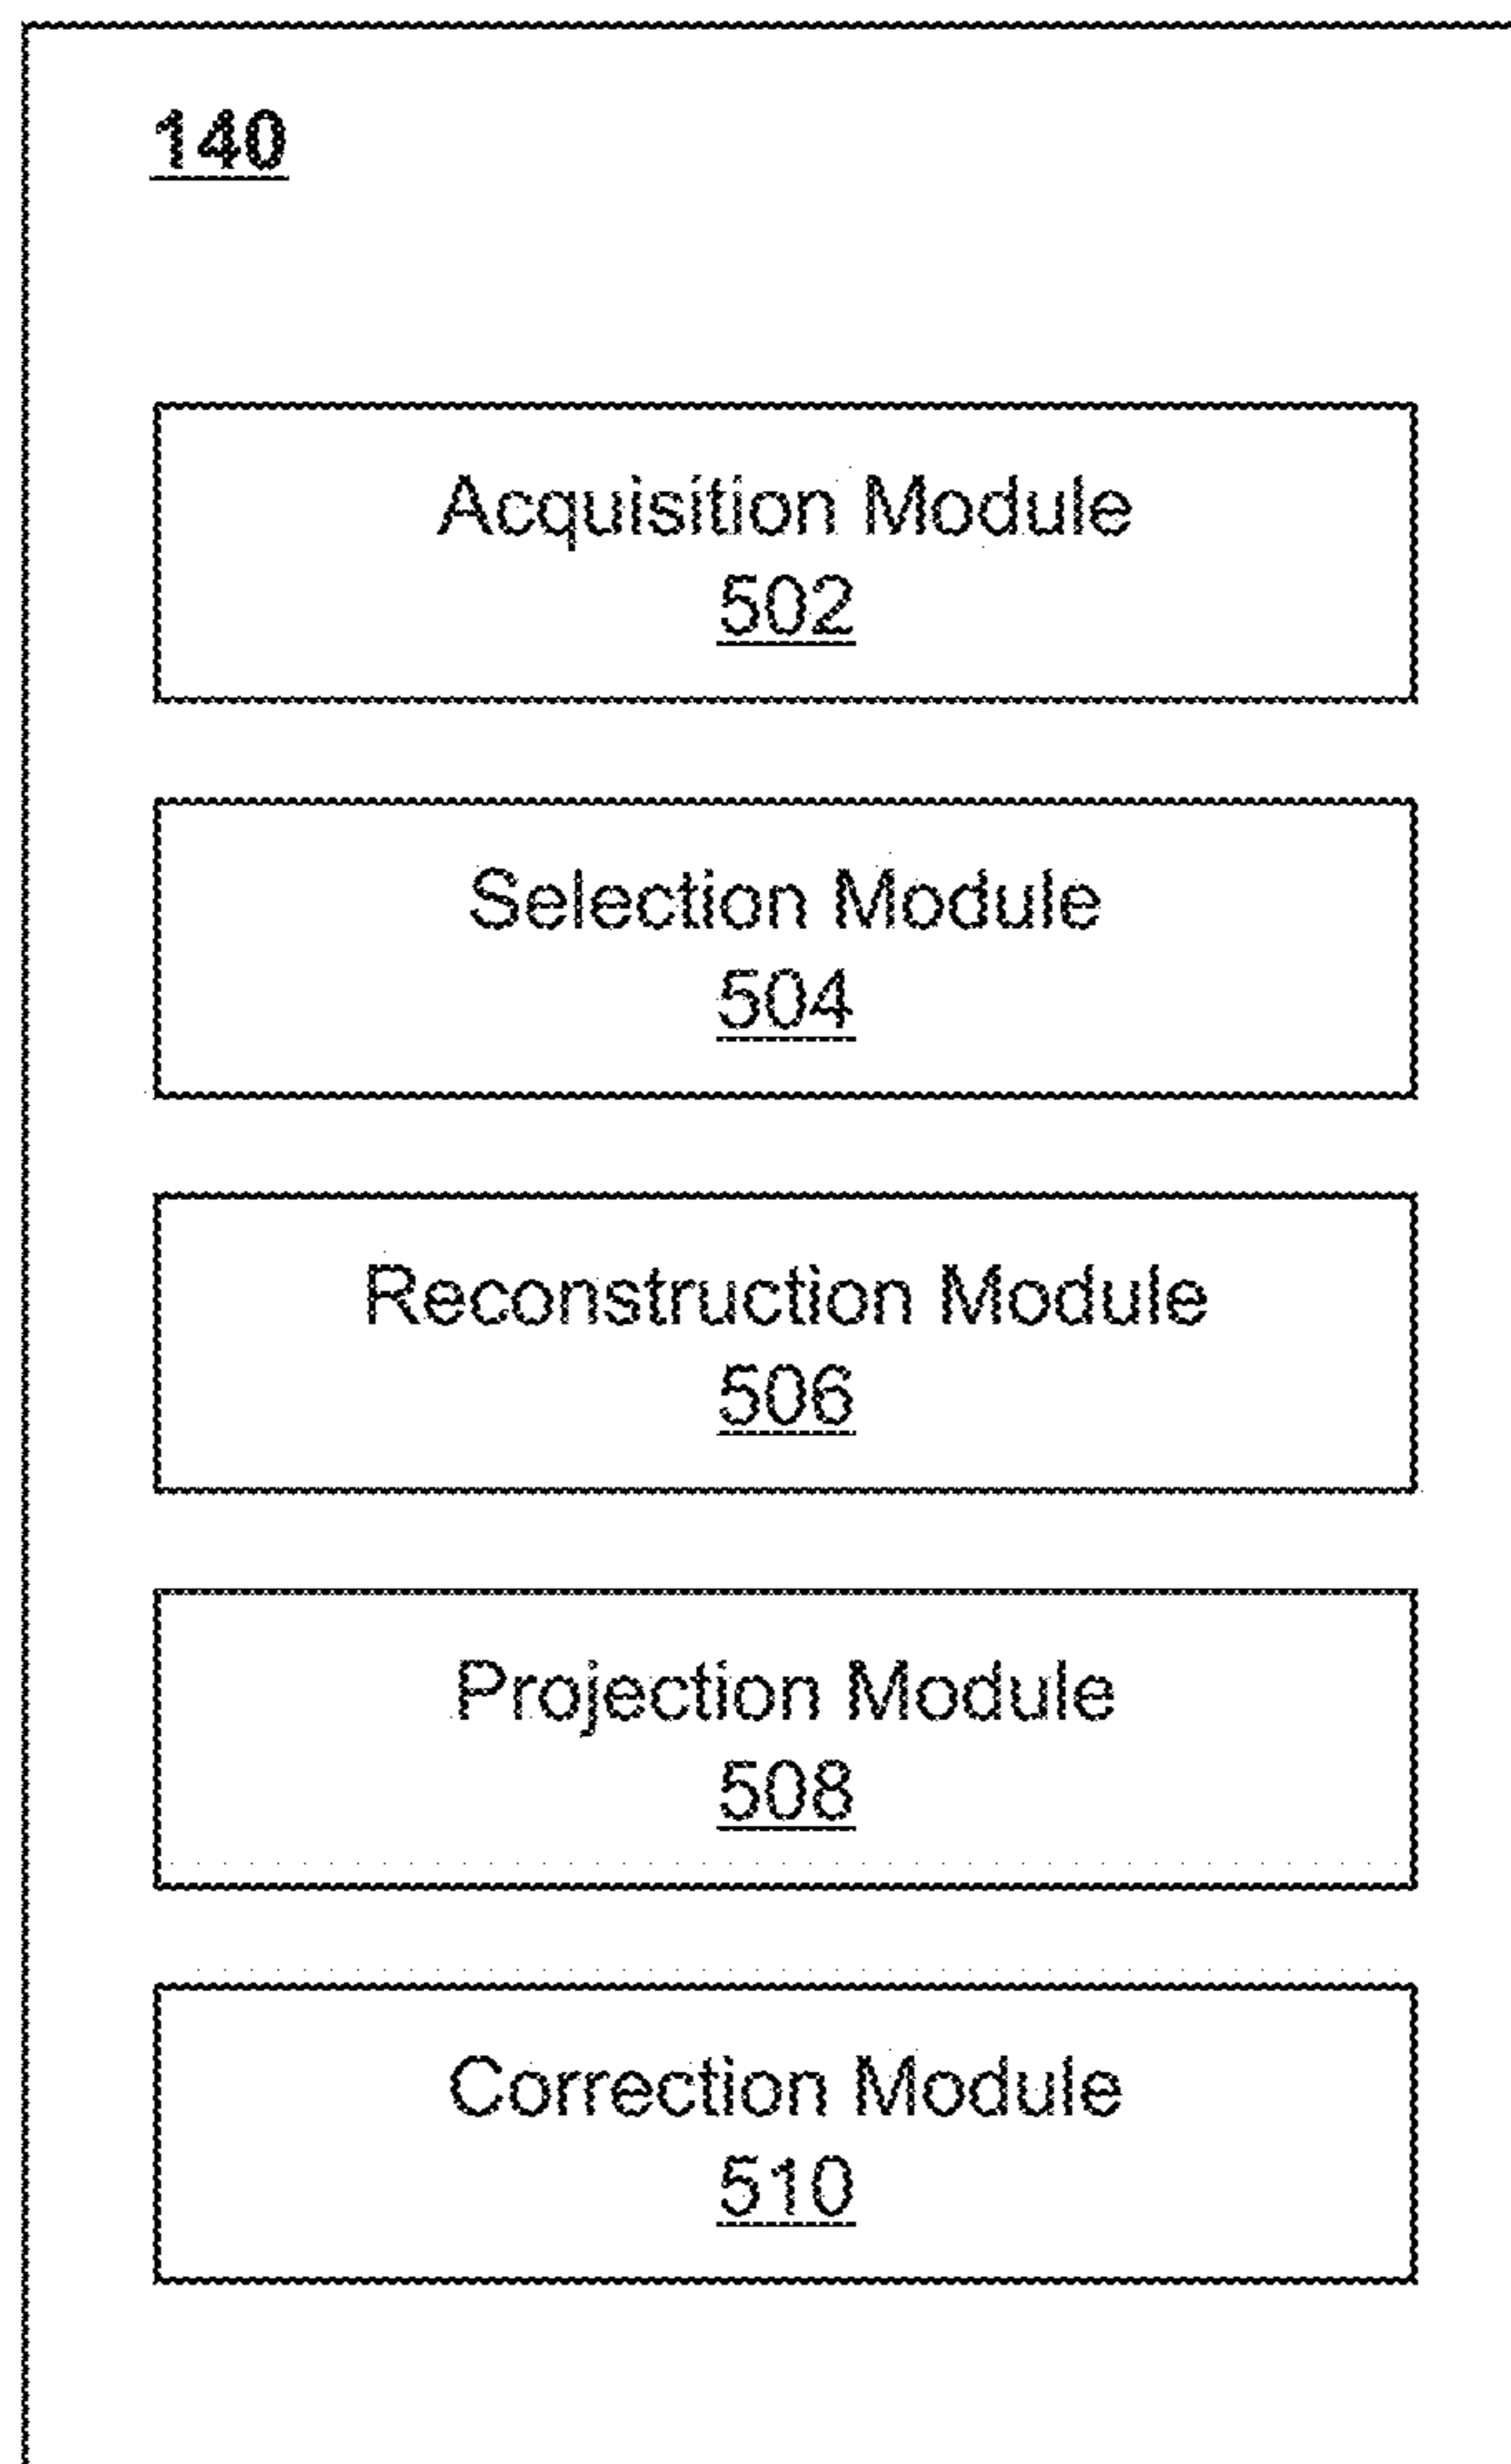 140
Acquisition Module
502
Selection Module
504
Reconstruction Module
506
Projection Module
508
Correction Module
510